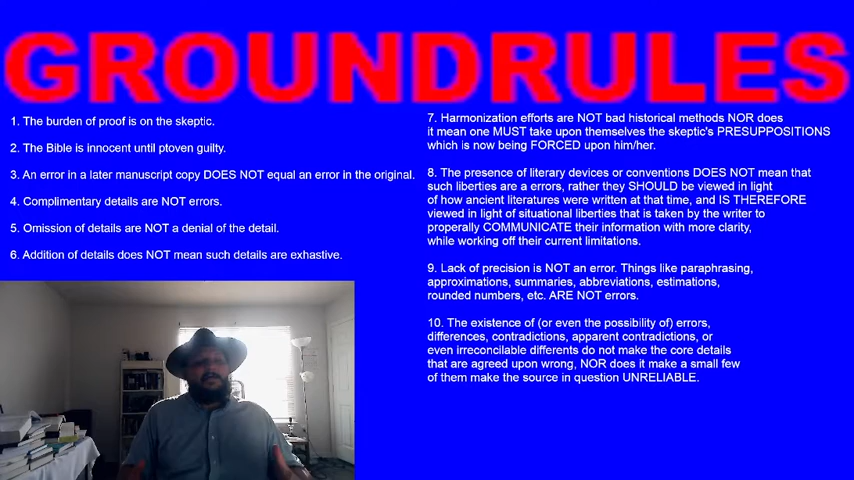 GROUNDRULES
1. The burden of proof is on the skeptic.
2. The Bible is innocent until ptoven guilty.
3. An error in a later manuscript copy DOES NOT equal an error in the original.
4. Complimentary details are NOT errors.
5. Omission of details are NOT a denial of the detail.
6. Addition of details does NOT mean such details are exhastive.
7. Harmonization efforts are NOT bad historical methods NOR does
it mean one MUST take upon themselves the skeptic's PRESUPPOSITIONS
which is now being FORCED upon him/her.
8. The presence of literary devices or conventions DOES NOT mean that
such liberties are a errors, rather they SHOULD be viewed in light
of how ancient literatures were written at that time, and IS THEREFORE
viewed in light of situational liberties that is taken by the writer to
properally COMMUNICATE their information with more clarity,
while working off their current limitations.
9. Lack of precision is NOT an error. Things like paraphrasing,
approximations, summaries, abbreviations, estimations,
rounded numbers, etc. ARE NOT errors.
10. The existence of (or even the possibility of) errors,
differences, contradictions, apparent contradictions, or
even irreconcilable differents do not make the core details
that are agreed upon wrong, NOR does it make a small few
of them make the source in question UNRELIABLE.